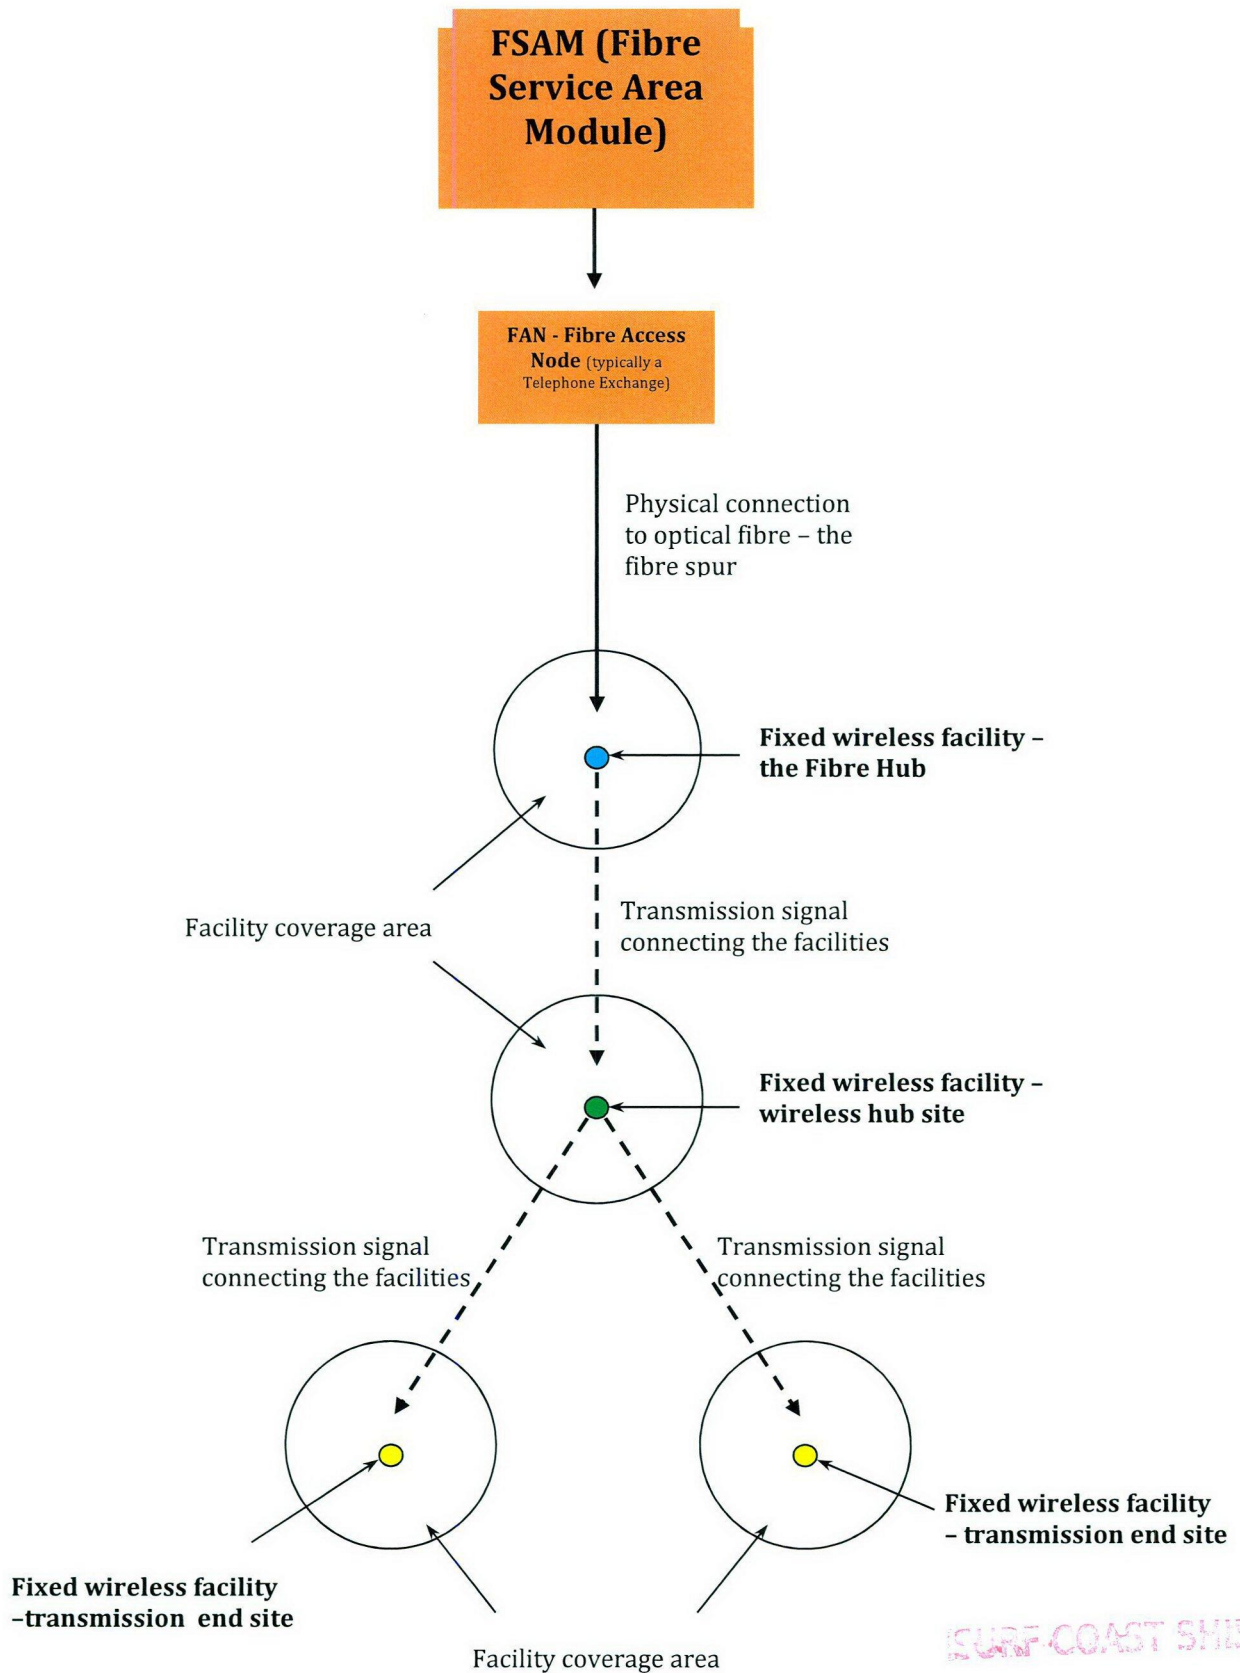 FSAM (Fibre
Service Area
Module)
FAN - Fibre Access
Node (typically a
Telephone Exchange)
Physical connection
to optical fibre – the
fibre spur
Fixed wireless facility –
the Fibre Hub
Facility coverage area
Transmission signal
connecting the facilities
Fixed wireless facility –
wireless hub site
Transmission signal
connecting the facilities
Transmission signal
connecting the facilities
Fixed wireless facility
– transmission end site
Fixed wireless facility
–transmission end site
Facility coverage area
SURF COAST